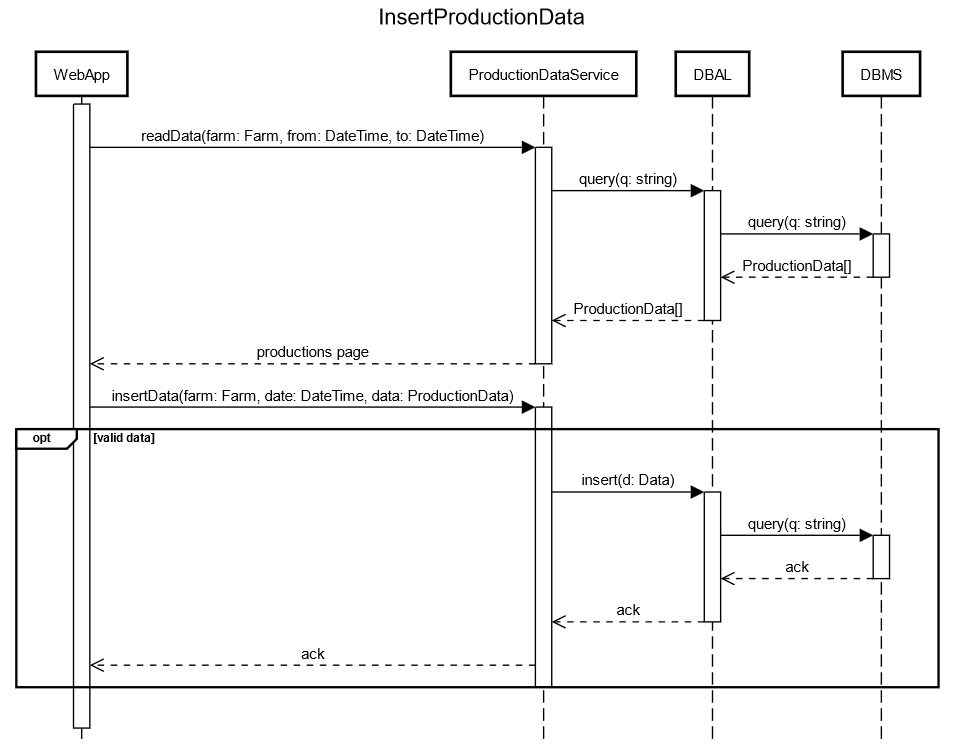 InsertProductionData
WebApp
ProductionDataService
DBAL
DBMS
readData(farm: Farm, from: DateTime, to: DateTime)
query(q: string)
query(q: string)
ProductionData[]
ProductionData[]
productions page
insertData(farm: Farm, date: DateTime, data: ProductionData)
opt
[valid data]
insert(d: Data)
query(q: string)
ack
ack
ack